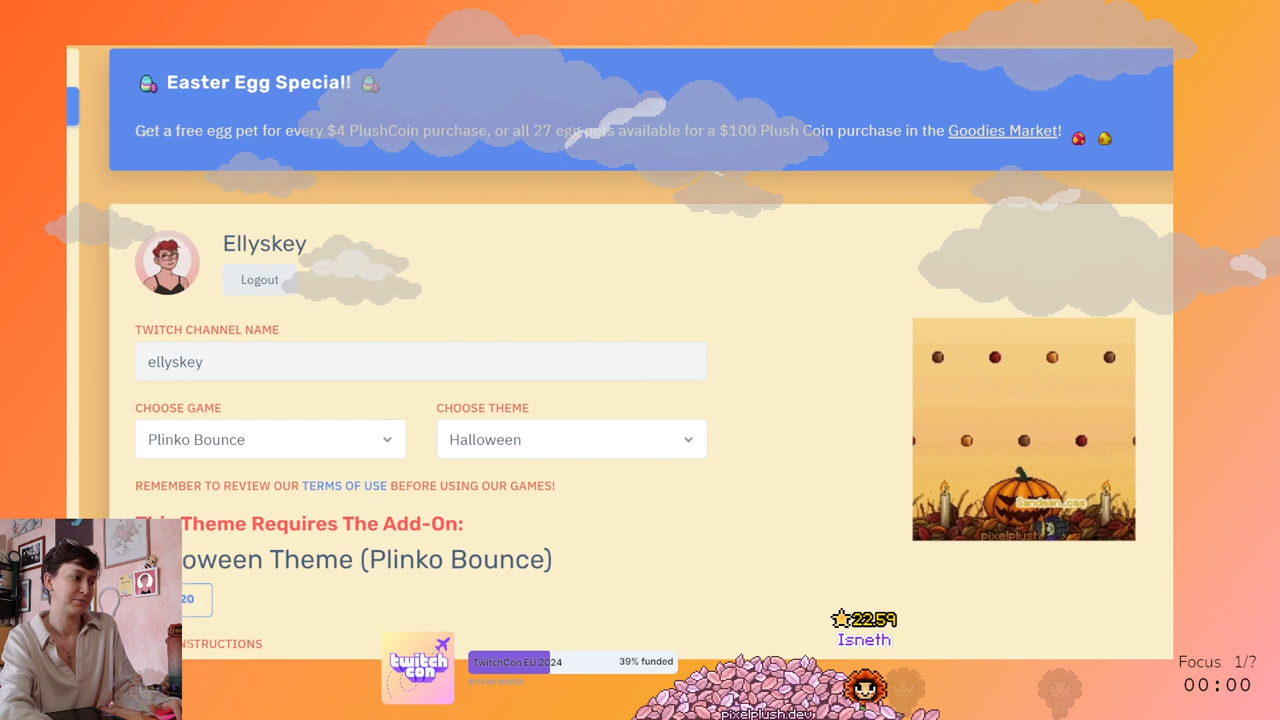 Easter Egg Special!
Get a free egg pet for every $4 PlushCoin purchase, or all 27 egg pets available for a $100 Plush Coin purchase in the Goodies Market!
Ellyskey
Logout
TWITCH CHANNEL NAME
ellyskey
CHOOSE GAME
CHOOSE THEME
Plinko Bounce
Halloween
REMEMBER TO REVIEW OUR TERMS OF USE BEFORE USING OUR GAMES!
Theme Requires The Add-On:
oween Theme (Plinko Bounce)
20
NSTRUCTIONS
Sandman_cas
pixelplush
22.59
Isneth
twitch
con
TwitchCon EU 2024
39% funded
pixelplush.dev
Focus 1/?
00:00